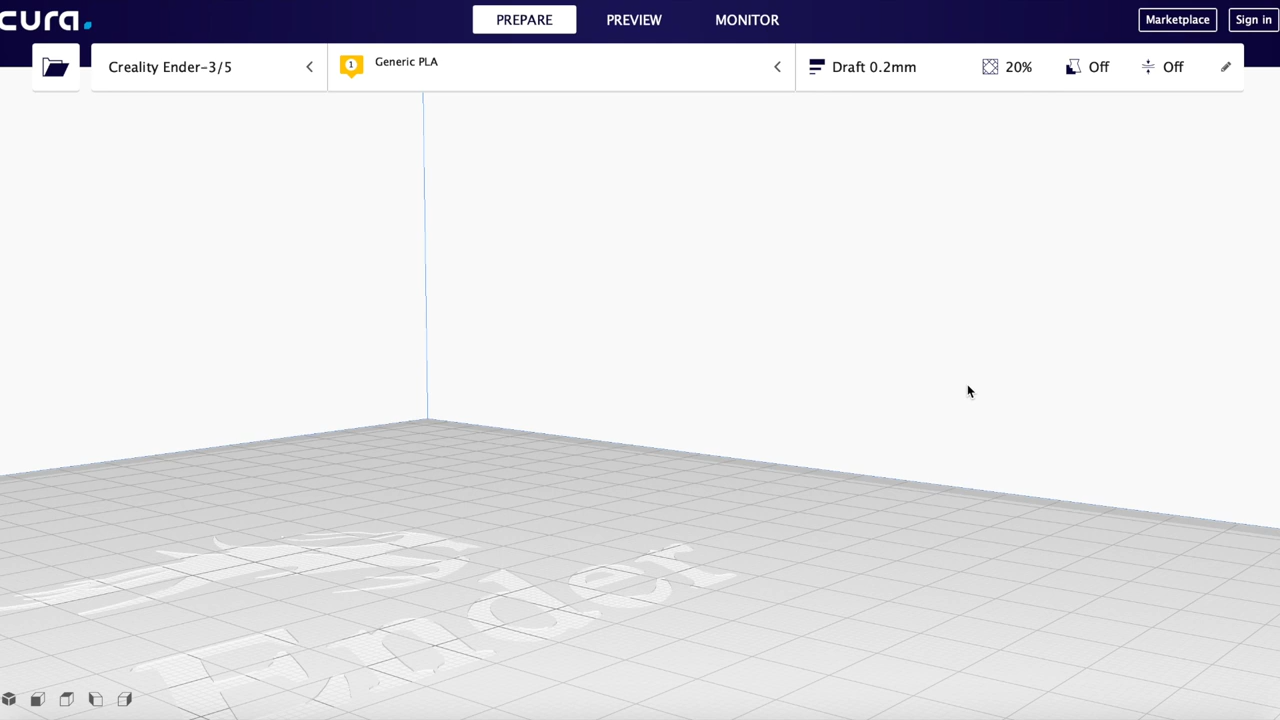 cura.
PREPARE PREVIEW MONITOR Marketplace Sign in
Creality Ender-3/5 1 Generic PLA Draft 0.2mm 20% Off Off
Ender